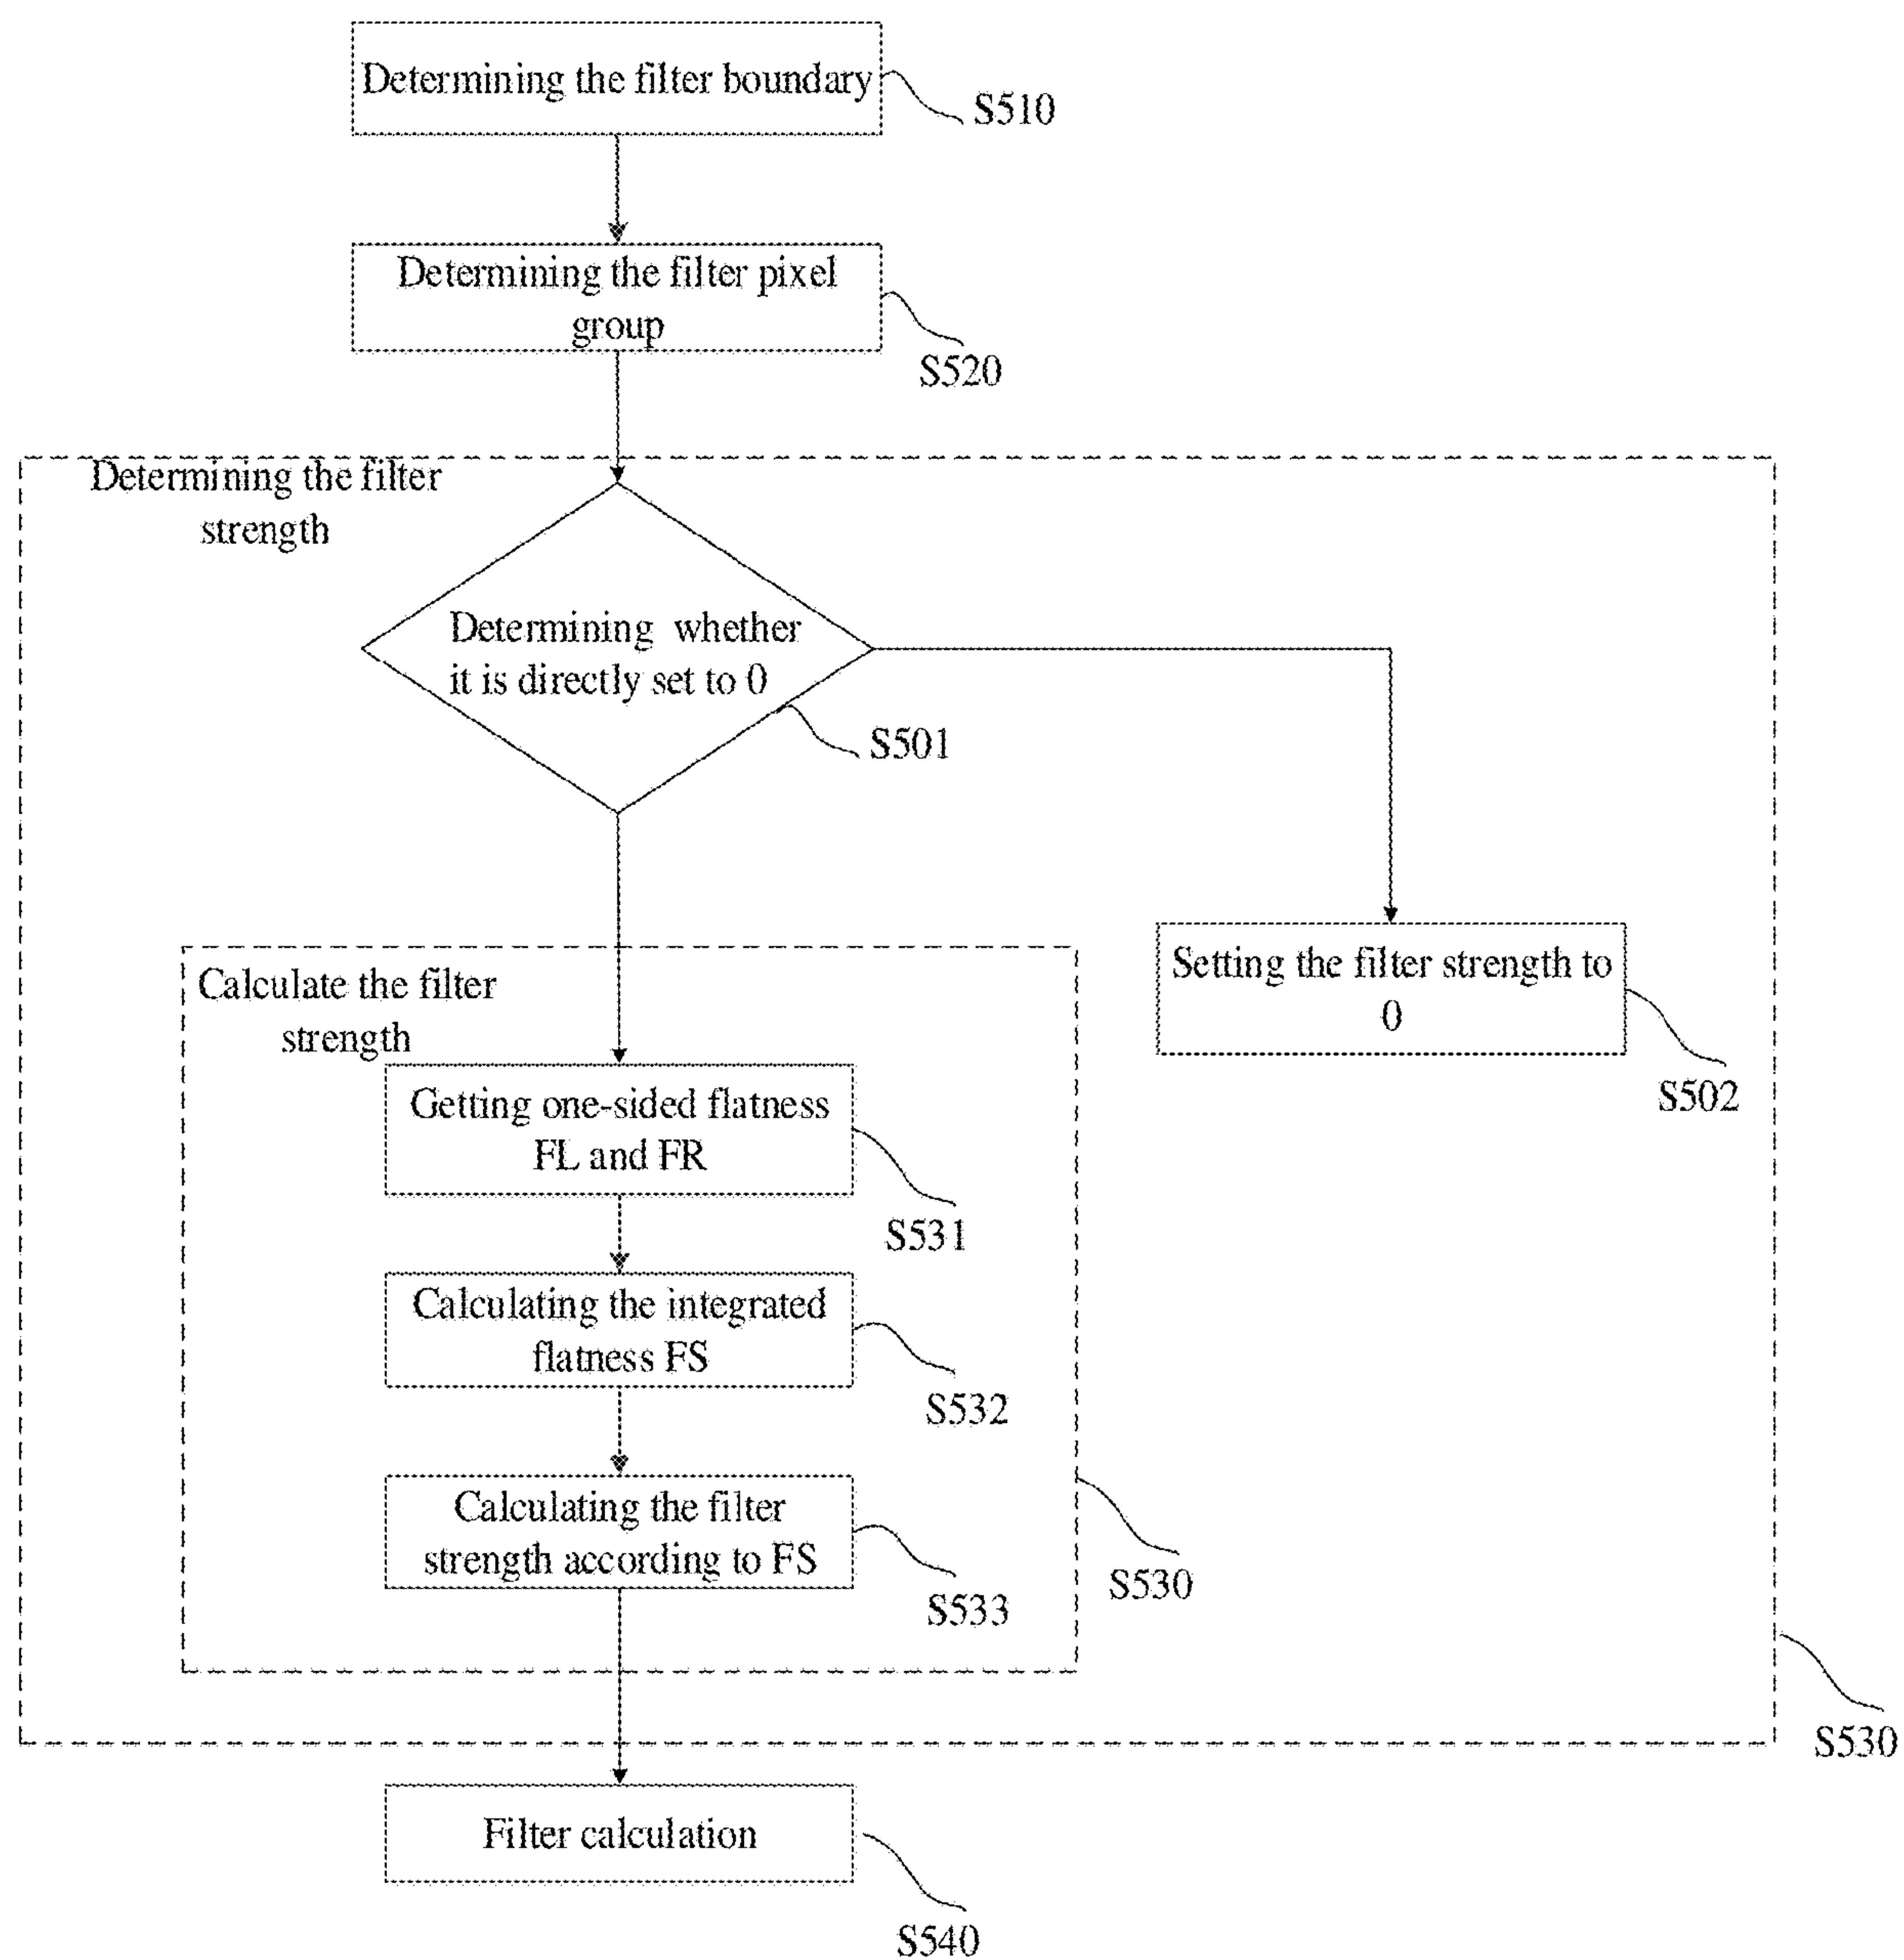 Determining the filter boundary
S510
Determining the filter pixel
group
S520
Determining the filter
strength
Determining whether
it is directly set to 0
S501
Calculate the filter
strength
Setting the filter strength to
0
S502
Getting one-sided flatness
FL and FR
S531
Calculating the integrated
flatness FS
S532
Calculating the filter
strength according to FS
S533
S530
S530
Filter calculation
S540